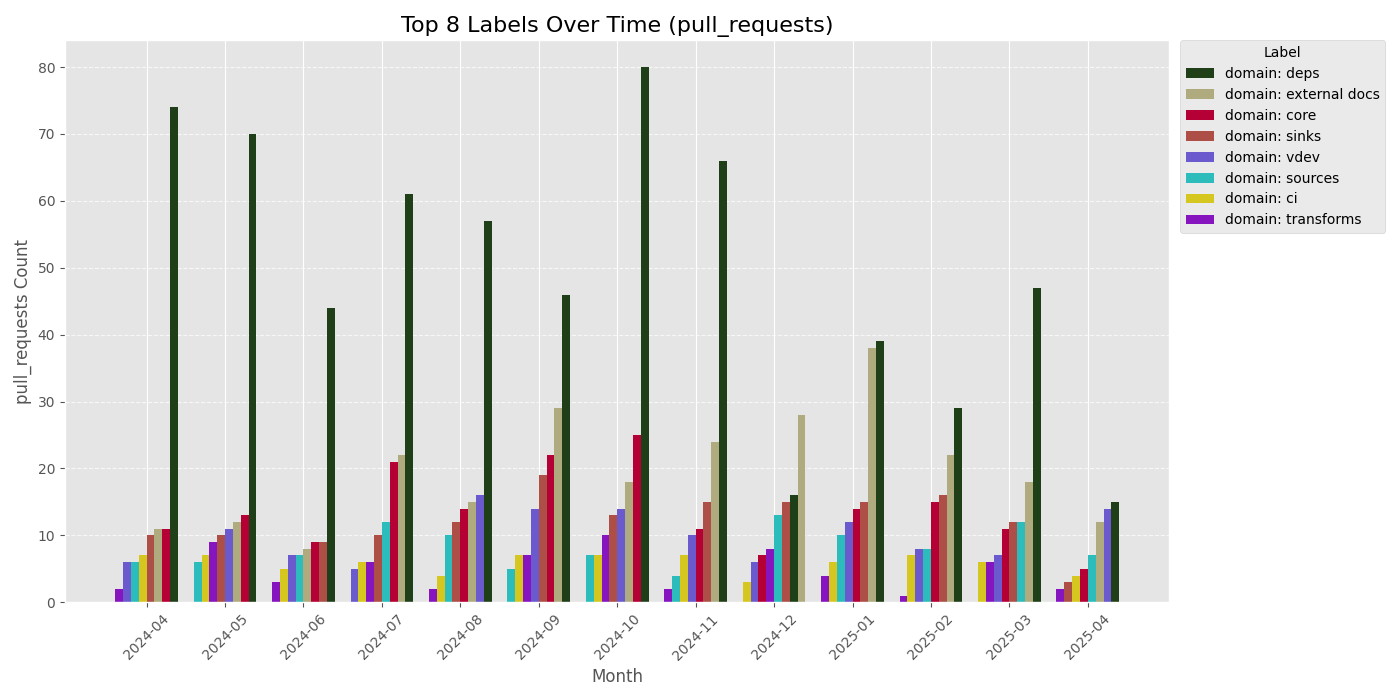 Top 8 Labels Over Time (pull_requests)
pull_requests Count
80
70
60
50
40
30
20
10
0
2024-04
2024-05
2024-06
2024-07
2024-08
2024-09
2024-10
2024-11
2024-12
2025-01
2025-02
2025-03
2025-04
Month
Label
domain: deps
domain: external docs
domain: core
domain: sinks
domain: vdev
domain: sources
domain: ci
domain: transforms